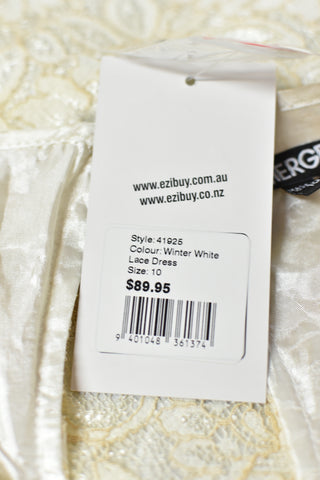 www.ezibuy.com.au
www.ezibuy.co.nz
Style: 41925
Colour: Winter White
Lace Dress
Size: 10
$89.95
9 401048 361374